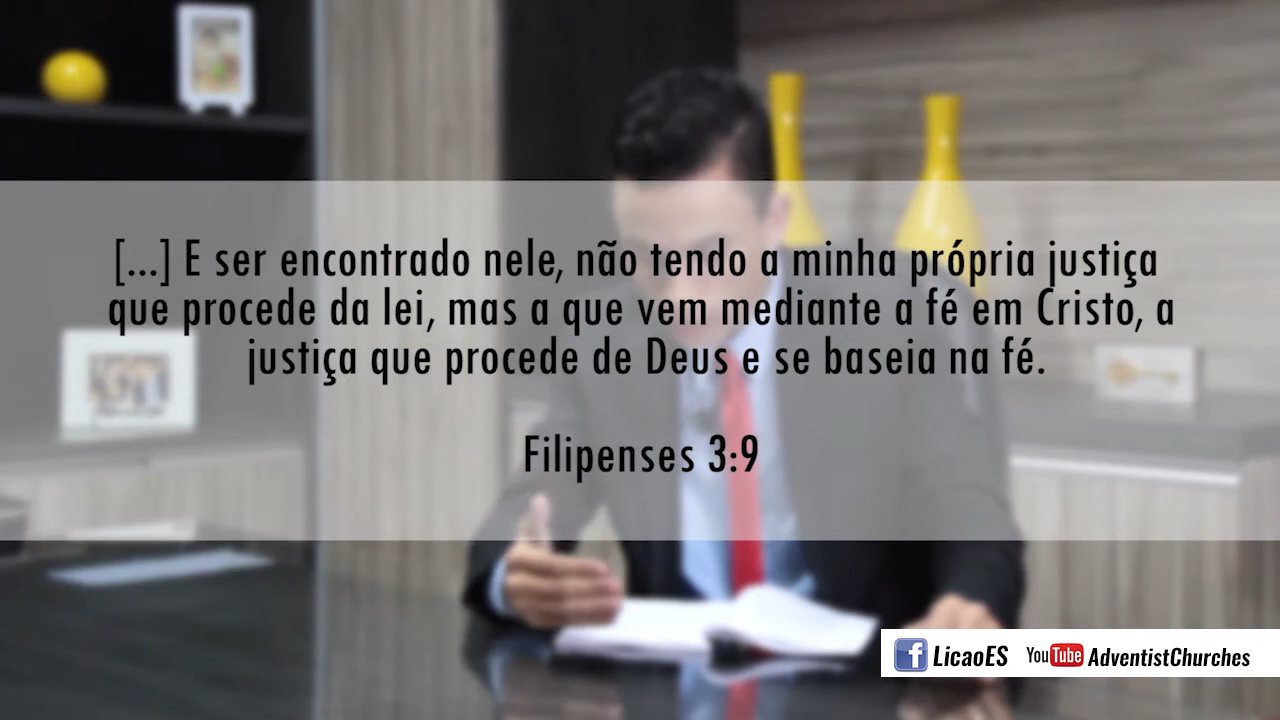 [...] E ser encontrado nele, não tendo a minha própria justiça
que procede da lei, mas a que vem mediante a fé em Cristo, a
justiça que procede de Deus e se baseia na fé.
Filipenses 3:9
f LicaoES YouTube AdventistChurches